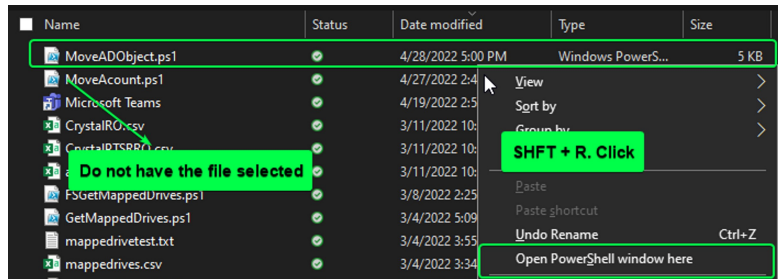 Name Status Date modified Type Size
MoveADObject.ps1 4/28/2022 5:00 PM Windows PowerS... 5 KB
MoveAcount.ps1 4/27/2022 2:4
View
Microsoft Teams 4/19/2022 2:5
Sort by
CrystalRO.csv 3/11/2022 10:
Group by
CrystalRTSRRO.csv 3/11/2022 10:
SHFT + R. Click
Do not have the file selected 3/11/2022 10:
Paste
FSGetMappedDrives.ps1 3/8/2022 2:25
Paste shortcut
GetMappedDrives.ps1 3/4/2022 5:09
Undo Rename Ctrl+Z
mappedrivetest.txt 3/4/2022 3:55
Open PowerShell window here
mappedrives.csv 3/4/2022 3:34